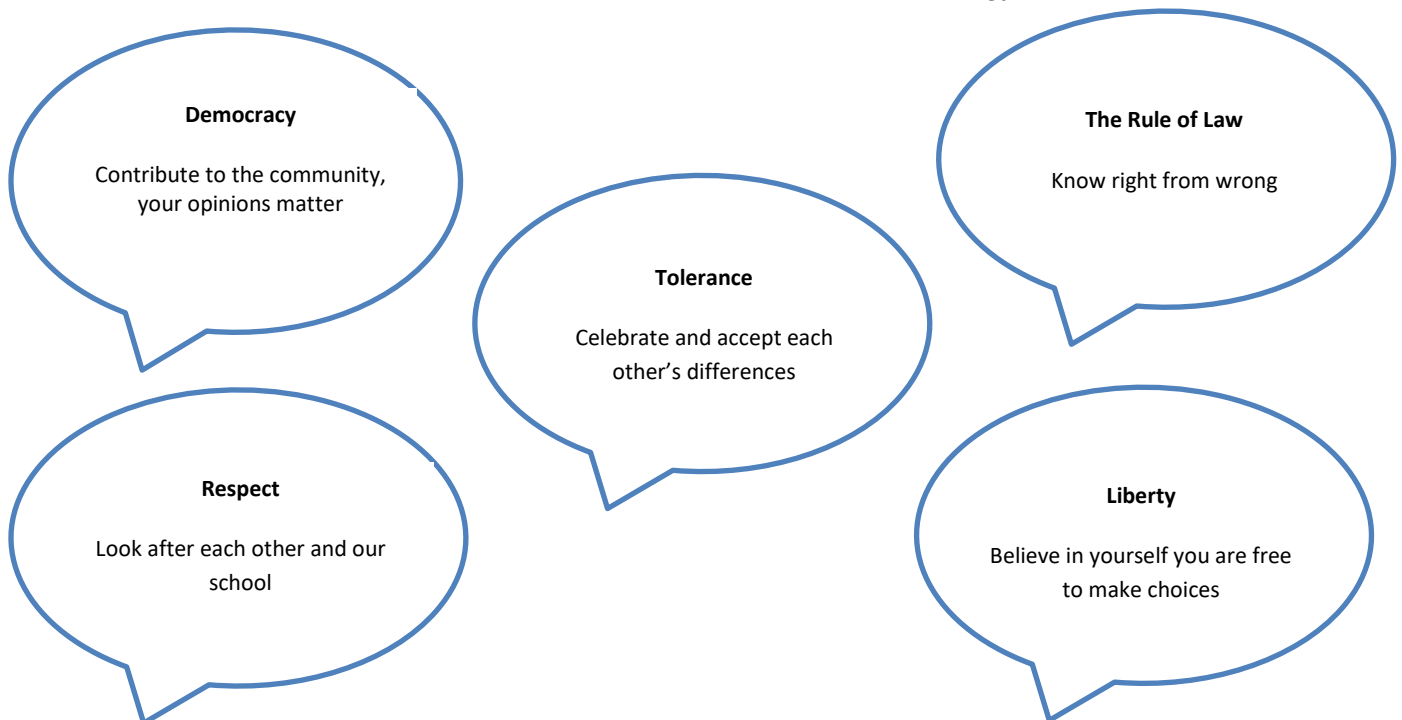 Democracy
Contribute to the community,
your opinions matter
The Rule of Law
Know right from wrong
Tolerance
Celebrate and accept each
other’s differences
Respect
Look after each other and our
school
Liberty
Believe in yourself you are free
to make choices